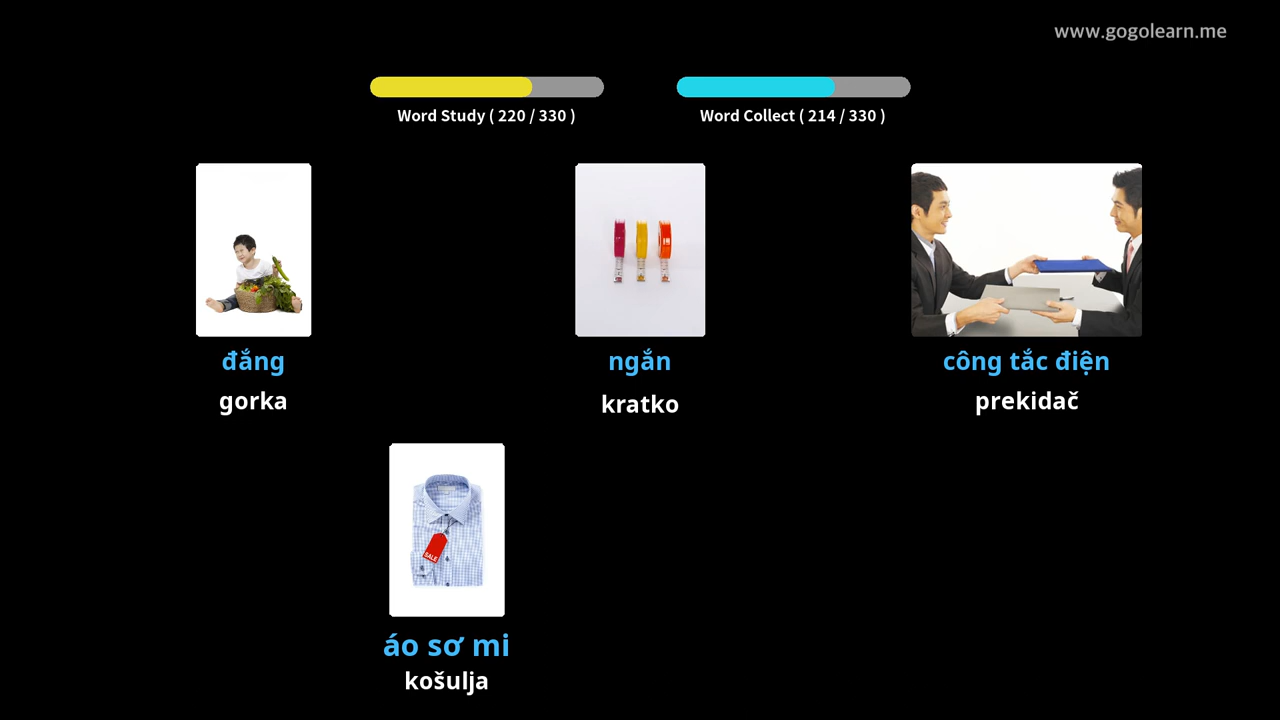 www.gogolearn.me
Word Study ( 220 / 330 )
Word Collect ( 214 / 330 )
đắng
gorka
ngắn
kratko
công tắc điện
prekidač
SALE
áo sơ mi
košulja